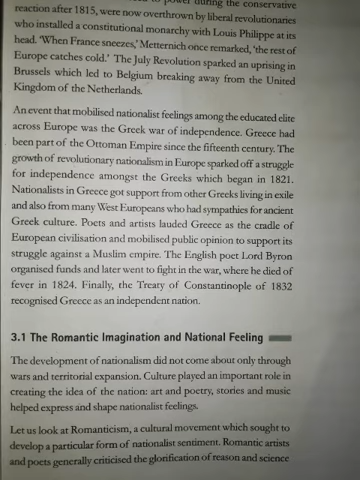 to power during the conservative
reaction after 1815, were now overthrown by liberal revolutionaries
who installed a constitutional monarchy with Louis Philippe at its
head. 'When France sneezes,' Metternich once remarked, 'the rest of
Europe catches cold.' The July Revolution sparked an uprising in
Brussels which led to Belgium breaking away from the United
Kingdom of the Netherlands.
An event that mobilised nationalist feelings among the educated elite
across Europe was the Greek war of independence. Greece had
been part of the Ottoman Empire since the fifteenth century. The
growth of revolutionary nationalism in Europe sparked off a struggle
for independence amongst the Greeks which began in 1821.
Nationalists in Greece got support from other Greeks living in exile
and also from many West Europeans who had sympathies for ancient
Greek culture. Poets and artists lauded Greece as the cradle of
European civilisation and mobilised public opinion to support its
struggle against a Muslim empire. The English poet Lord Byron
organised funds and later went to fight in the war, where he died of
fever in 1824. Finally, the Treaty of Constantinople of 1832
recognised Greece as an independent nation.
3.1 The Romantic Imagination and National Feeling
The development of nationalism did not come about only through
wars and territorial expansion. Culture played an important role in
creating the idea of the nation: art and poetry, stories and music
helped express and shape nationalist feelings.
Let us look at Romanticism, a cultural movement which sought to
develop a particular form of nationalist sentiment. Romantic artists
and poets generally criticised the glorification of reason and science